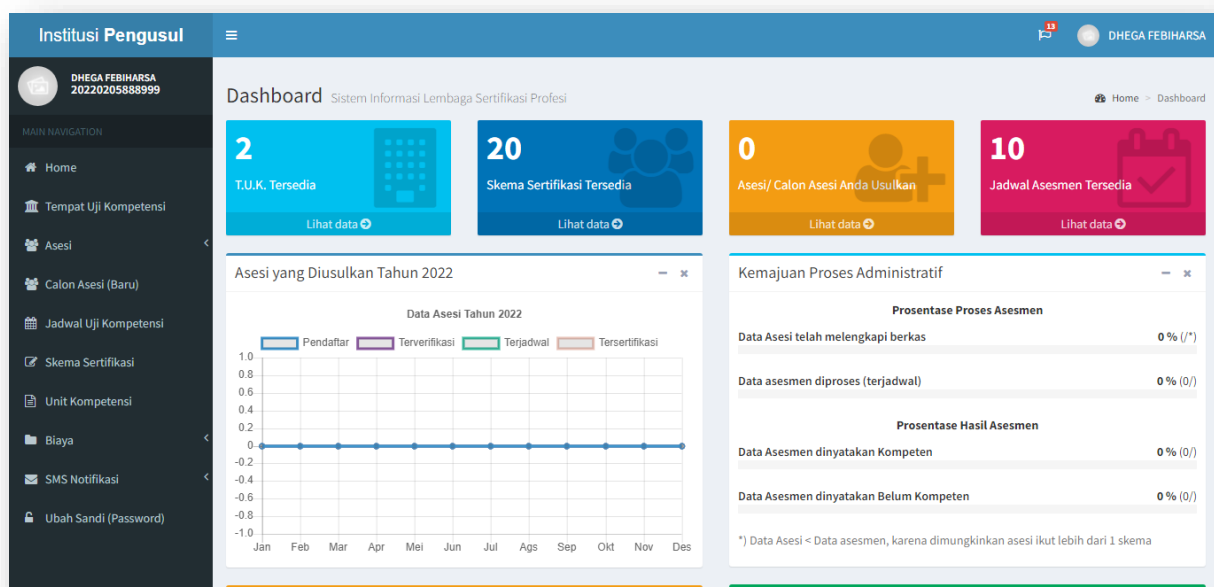 Institusi Pengusul
13
DHEGA FEBIHARSA
DHEGA FEBIHARSA
20220205888999
MAIN NAVIGATION
Home
Tempat Uji Kompetensi
Asesi
Calon Asesi (Baru)
Jadwal Uji Kompetensi
Skema Sertifikasi
Unit Kompetensi
Biaya
SMS Notifikasi
Ubah Sandi (Password)
Dashboard Sistem Informasi Lembaga Sertifikasi Profesi
Home > Dashboard
2
T.U.K. Tersedia
Lihat data
20
Skema Sertifikasi Tersedia
Lihat data
0
Asesi/ Calon Asesi Anda Usulkan
Lihat data
10
Jadwal Asesmen Tersedia
Lihat data
Asesi yang Diusulkan Tahun 2022
Data Asesi Tahun 2022
Pendaftar Terverifikasi Terjadwal Tersertifikasi
1.0
0.8
0.6
0.4
0.2
0
-0.2
-0.4
-0.6
-0.8
-1.0
Jan Feb Mar Apr Mei Jun Jul Ags Sep Okt Nov Des
Kemajuan Proses Administratif
Prosentase Proses Asesmen
Data Asesi telah melengkapi berkas 0 % (/*)
Data asesmen diproses (terjadwal) 0 % (0/)
Prosentase Hasil Asesmen
Data Asesmen dinyatakan Kompeten 0 % (0/)
Data Asesmen dinyatakan Belum Kompeten 0 % (0/)
*) Data Asesi < Data asesmen, karena dimungkinkan asesi ikut lebih dari 1 skema